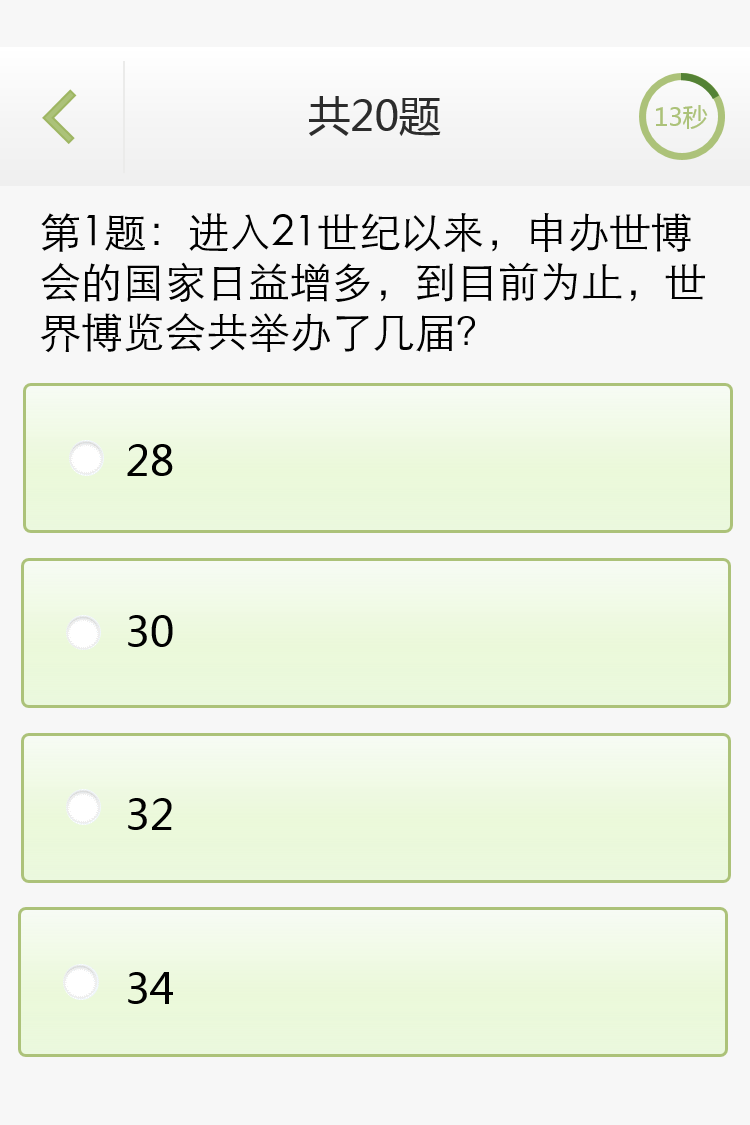 共20题
13秒
第1题：进入21世纪以来，申办世博
会的国家日益增多，到目前为止，世
界博览会共举办了几届？
28
30
32
34